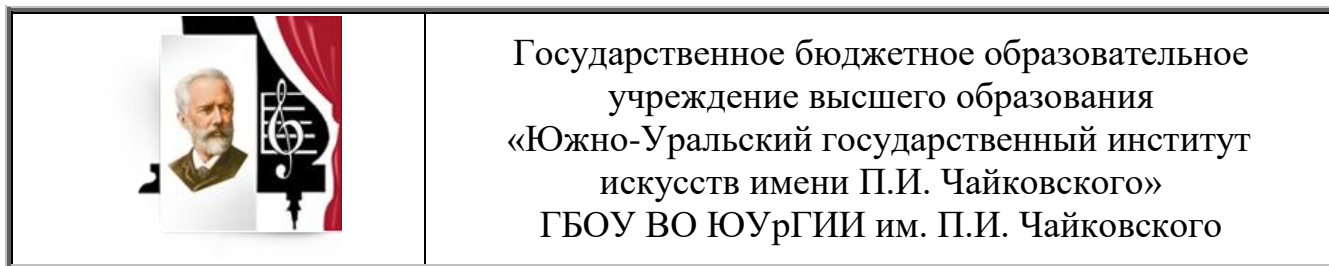 Государственное бюджетное образовательное
учреждение высшего образования
«Южно-Уральский государственный институт
искусств имени П.И. Чайковского»
ГБОУ ВО ЮУрГИИ им. П.И. Чайковского